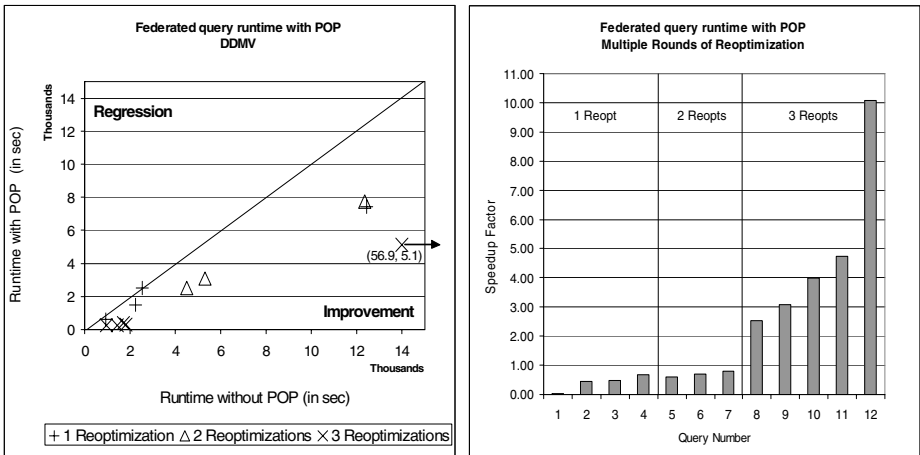 Federated query runtime with POP
DDMV
Thousands
Runtime with POP (in sec)
14
12
10
8
6
4
2
0
Regression
(56.9, 5.1)
Improvement
0 2 4 6 8 10 12 14
Thousands
Runtime without POP (in sec)
1 Reoptimization 2 Reoptimizations 3 Reoptimizations
Federated query runtime with POP
Multiple Rounds of Reoptimization
Speedup Factor
11.00
10.00
9.00
8.00
7.00
6.00
5.00
4.00
3.00
2.00
1.00
0.00
1 Reopt 2 Reopts 3 Reopts
1 2 3 4 5 6 7 8 9 10 11 12
Query Number